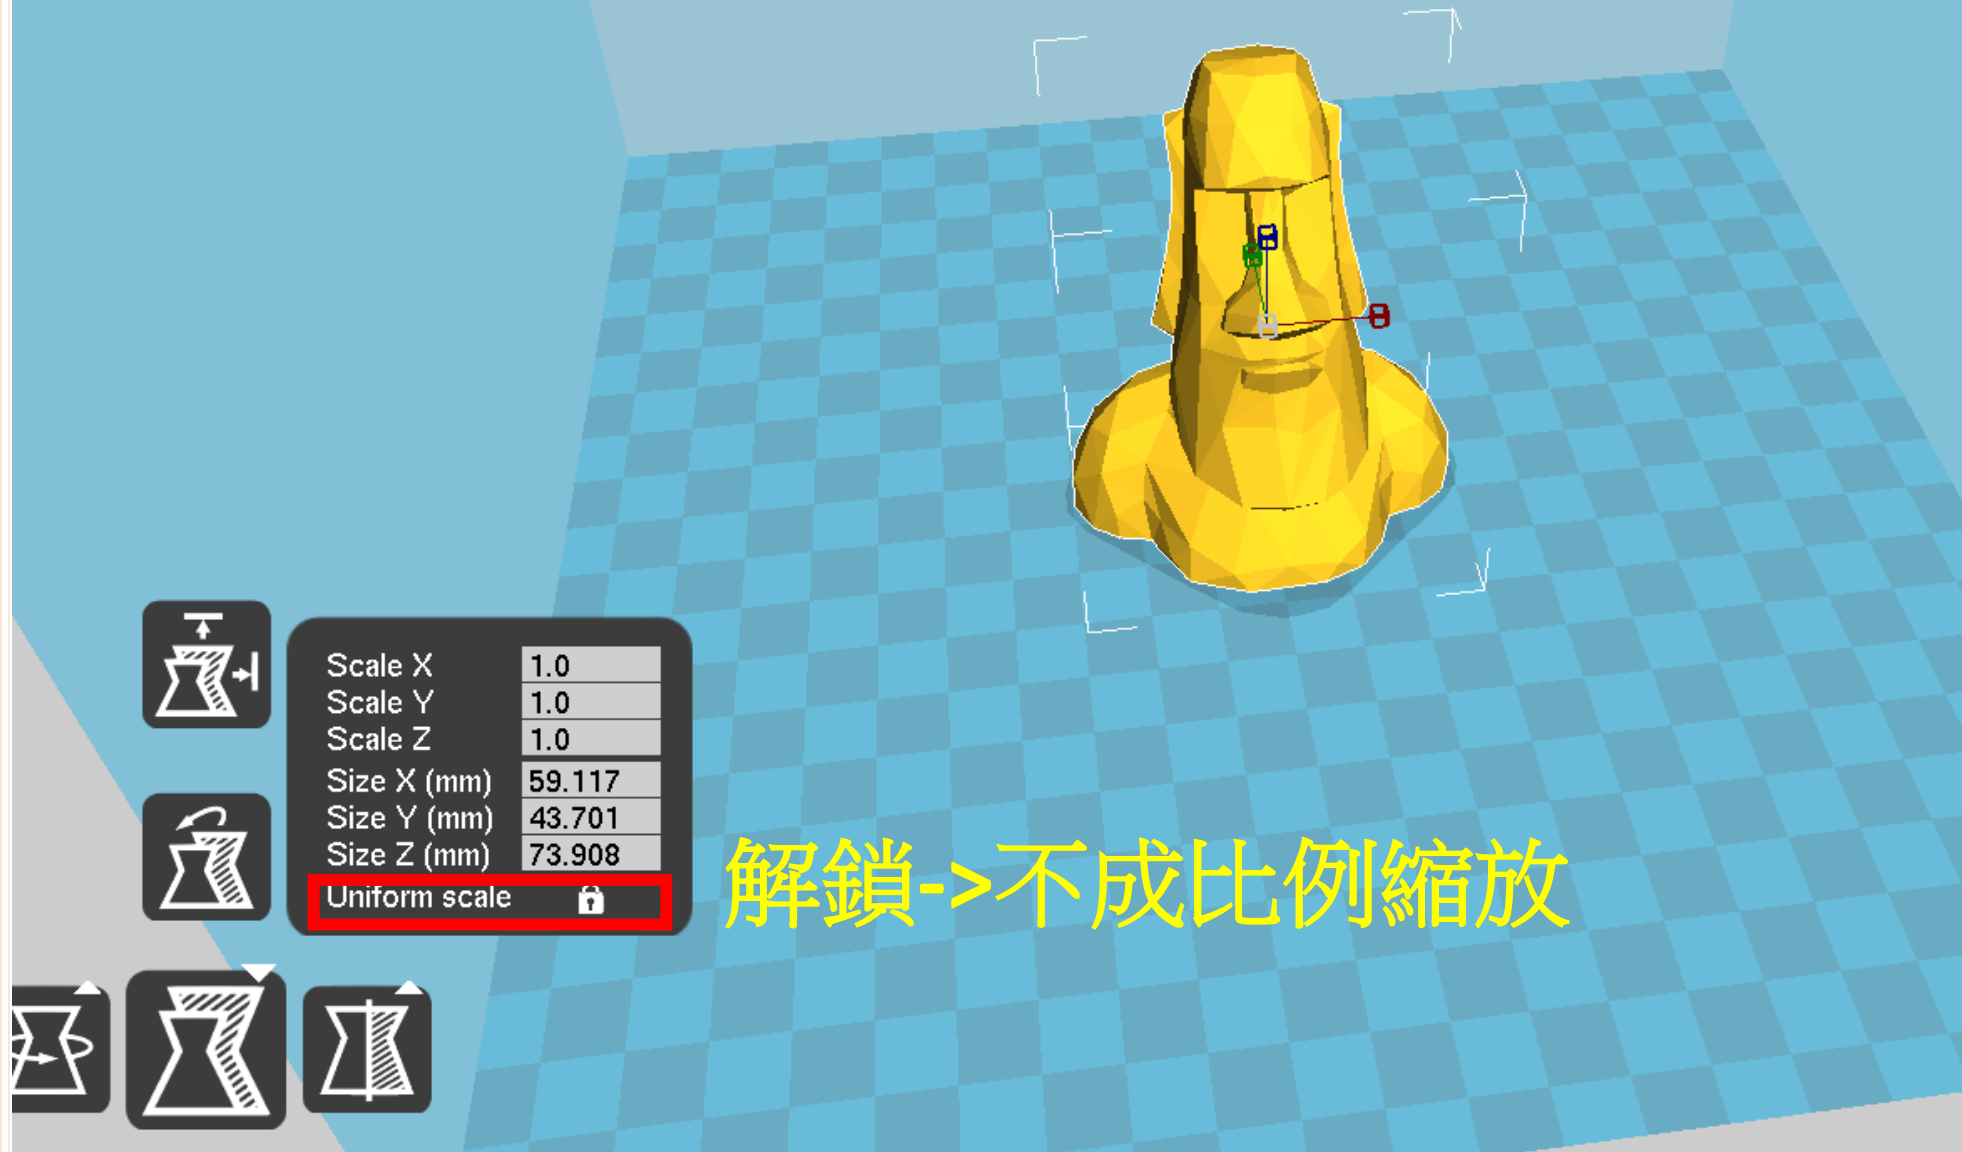 Scale X 1.0
Scale Y 1.0
Scale Z 1.0
Size X (mm) 59.117
Size Y (mm) 43.701
Size Z (mm) 73.908
Uniform scale
解鎖->不成比例縮放